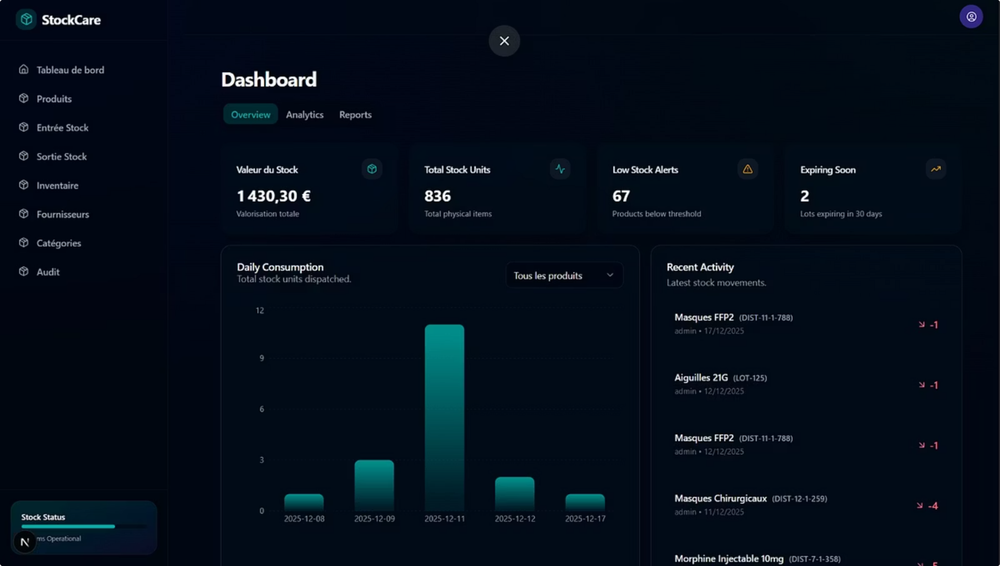 StockCare
Tableau de bord
Produits
Entrée Stock
Sortie Stock
Inventaire
Fournisseurs
Catégories
Audit
Stock Status
ms Operational
N
Dashboard
Overview Analytics Reports
Valeur du Stock
1 430,30 €
Valorisation totale
Total Stock Units
836
Total physical items
Low Stock Alerts
67
Products below threshold
Expiring Soon
2
Lots expiring in 30 days
Daily Consumption
Total stock units dispatched.
Tous les produits
12
9
6
3
0
2025-12-08 2025-12-09 2025-12-11 2025-12-12 2025-12-17
Recent Activity
Latest stock movements.
Masques FFP2 (DIST-11-1-788)
admin • 17/12/2025
-1
Aiguilles 21G (LOT-125)
admin • 12/12/2025
-1
Masques FFP2 (DIST-11-1-788)
admin • 12/12/2025
-1
Masques Chirurgicaux (DIST-12-1-259)
admin • 11/12/2025
-4
Morphine Injectable 10mg (DIST-7-1-358)